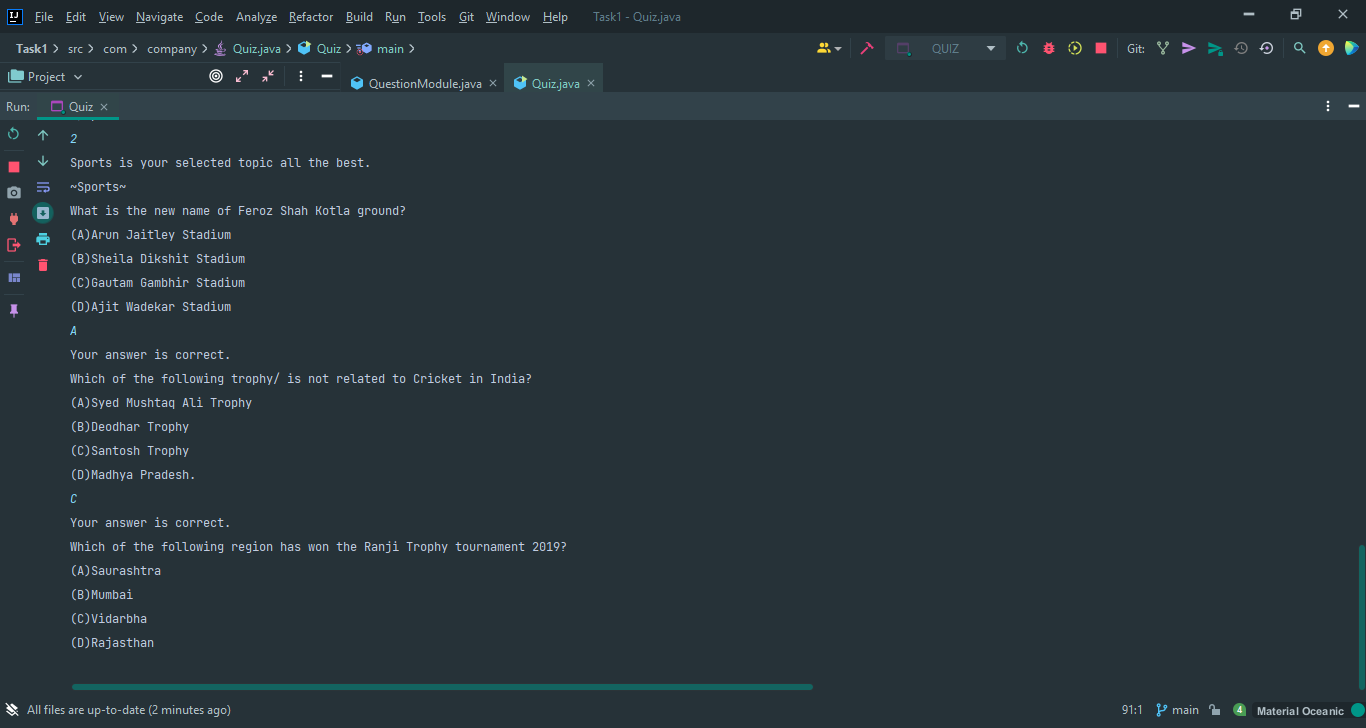 IJ File Edit View Navigate Code Analyze Refactor Build Run Tools Git Window Help Task1 - Quiz.java
Task1 src com company Quiz.java Quiz main QUIZ Git:
Project QuestionModule.java Quiz.java
Run: Quiz
2
Sports is your selected topic all the best.
~Sports~
What is the new name of Feroz Shah Kotla ground?
(A)Arun Jaitley Stadium
(B)Sheila Dikshit Stadium
(C)Gautam Gambhir Stadium
(D)Ajit Wadekar Stadium
A
Your answer is correct.
Which of the following trophy/ is not related to Cricket in India?
(A)Syed Mushtaq Ali Trophy
(B)Deodhar Trophy
(C)Santosh Trophy
(D)Madhya Pradesh.
C
Your answer is correct.
Which of the following region has won the Ranji Trophy tournament 2019?
(A)Saurashtra
(B)Mumbai
(C)Vidarbha
(D)Rajasthan
All files are up-to-date (2 minutes ago) 91:1 main 4 Material Oceanic